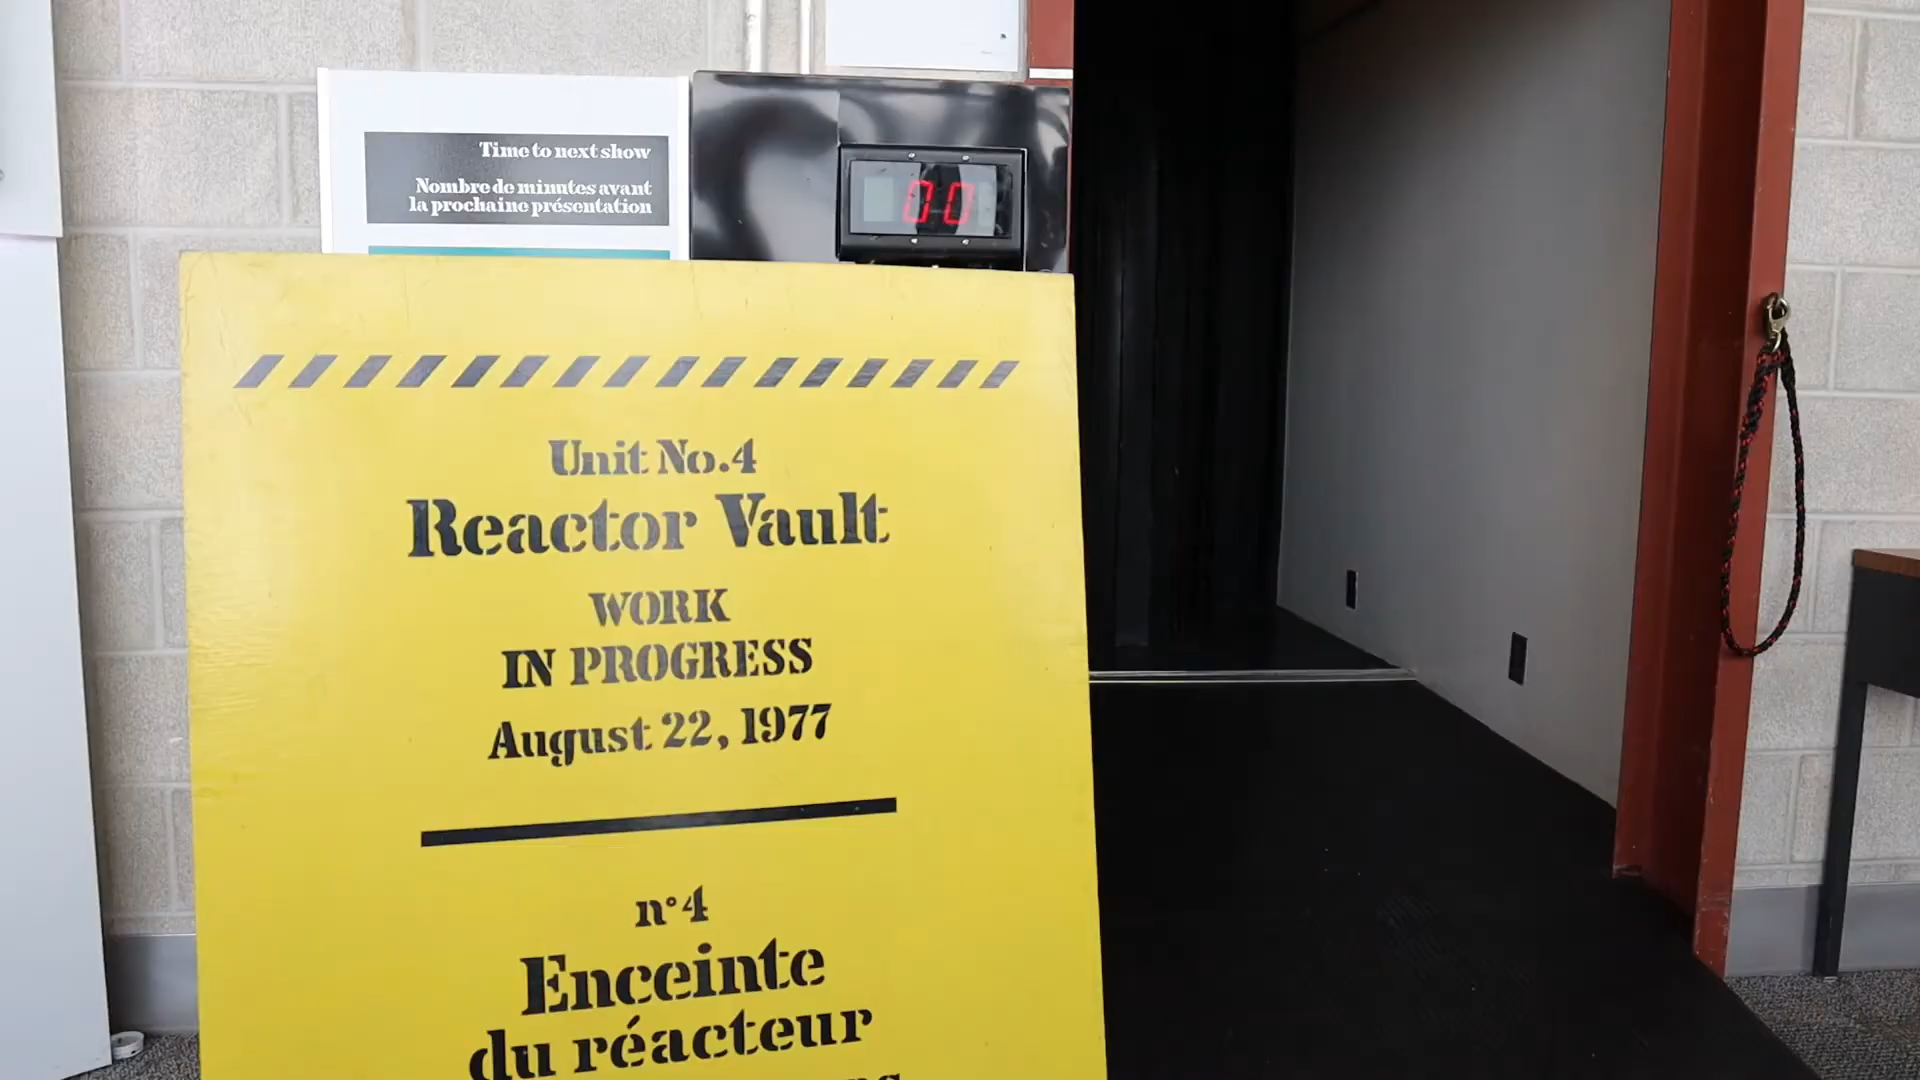 Time to next show
Nombre de minutes avant
la prochaine présentation
00
Unit No.4
Reactor Vault
WORK
IN PROGRESS
August 22, 1977
n°4
Enceinte
du réacteur